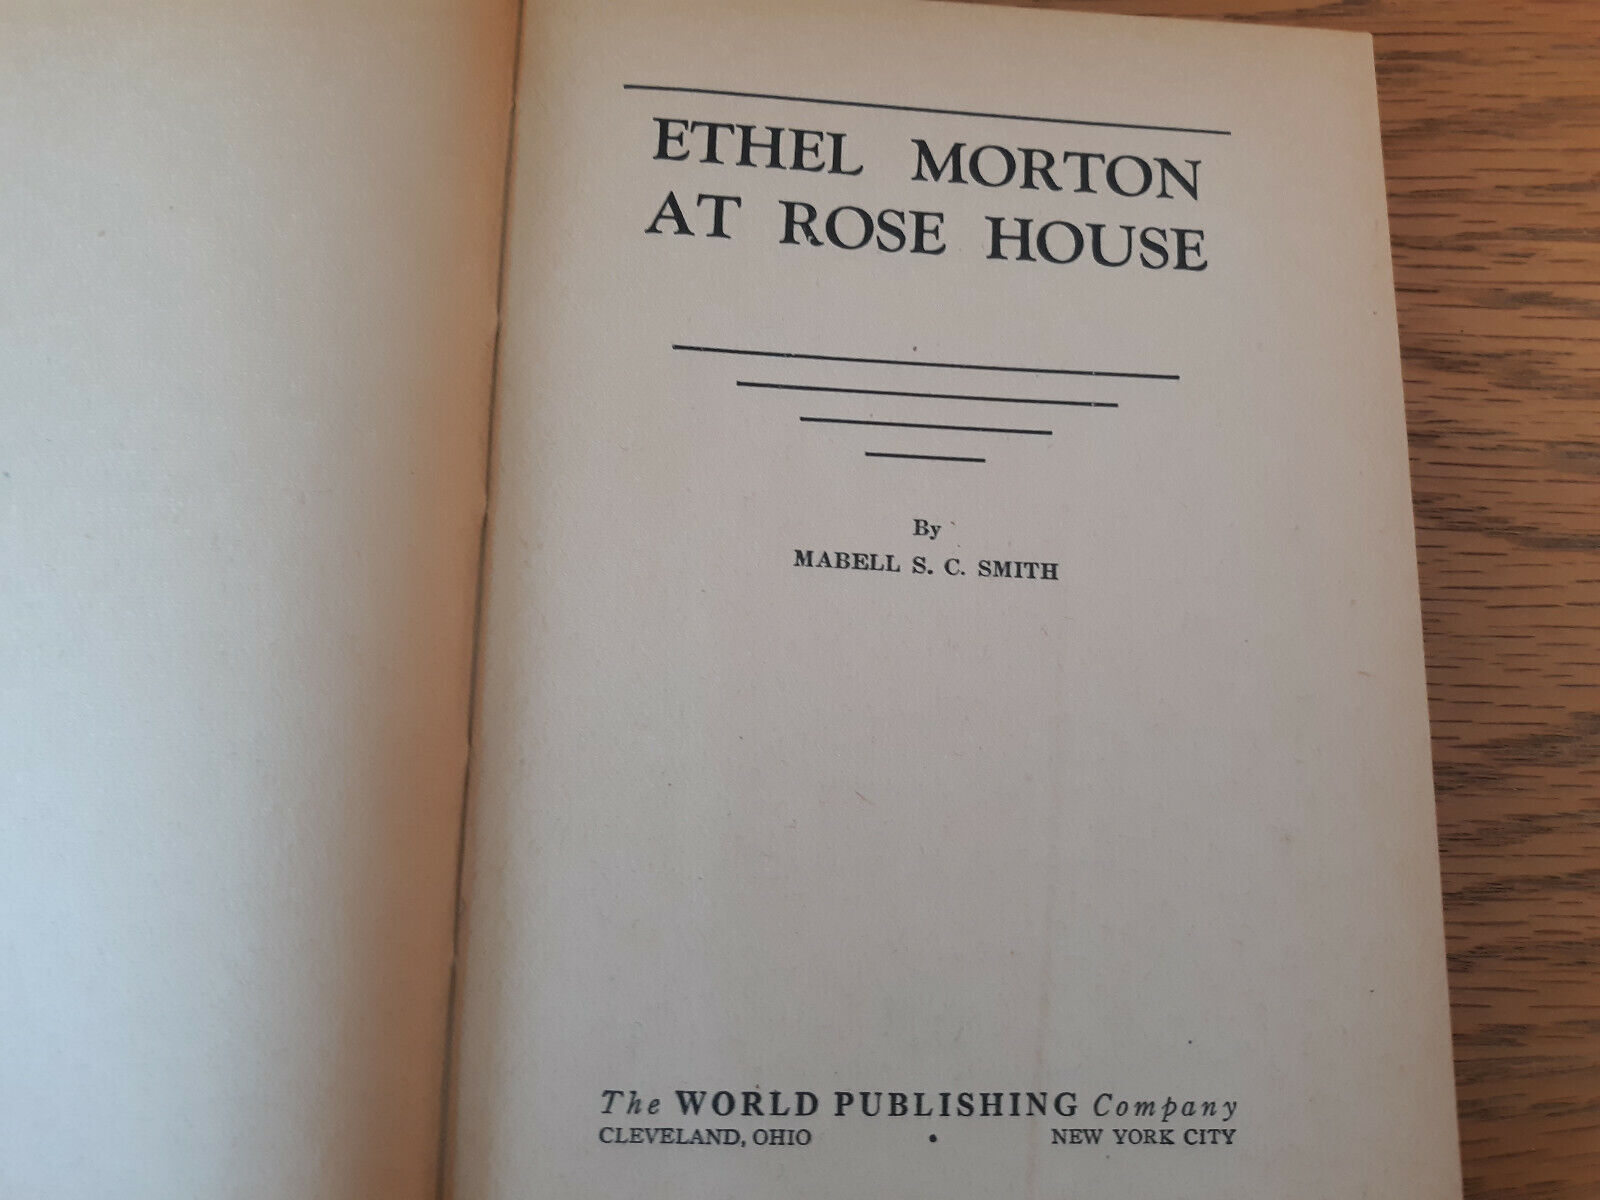 ETHEL MORTON
AT ROSE HOUSE
By
MABELL S. C. SMITH
The WORLD PUBLISHING Company
CLEVELAND, OHIO • NEW YORK CITY